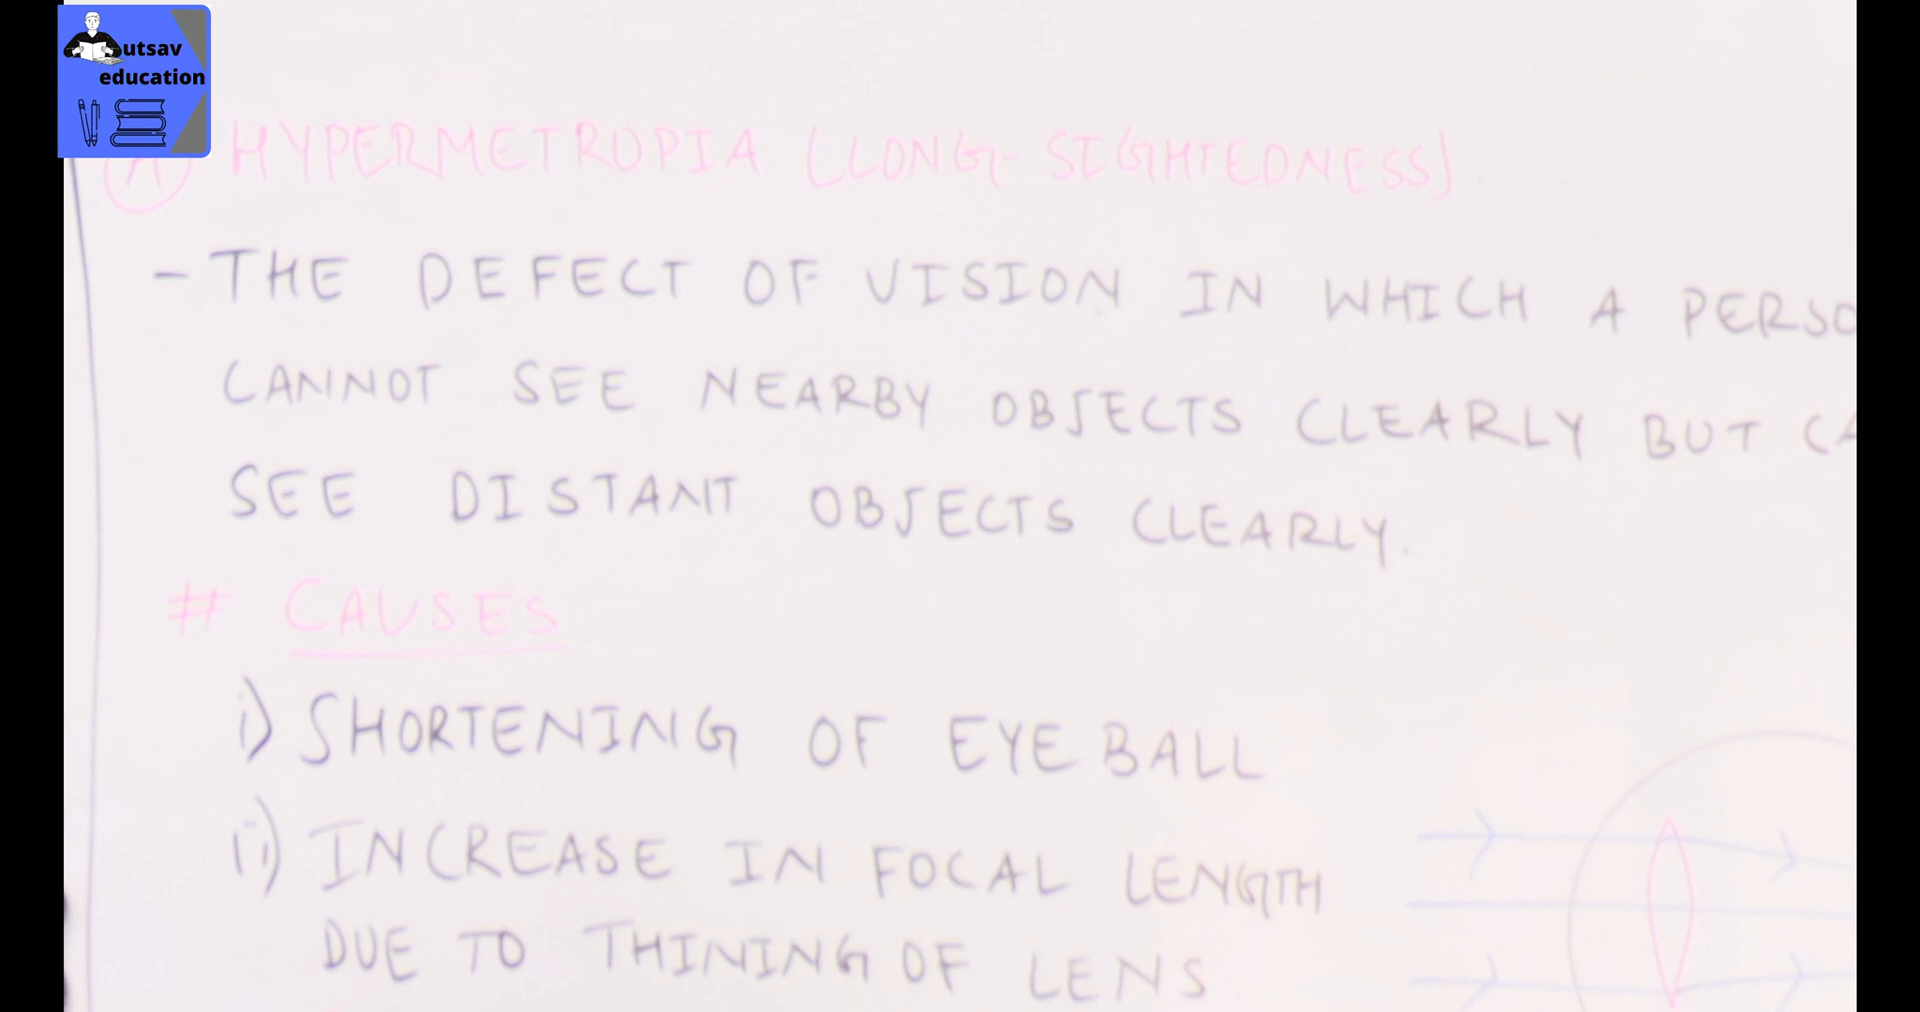 utsav
education
A HYPERMETROPIA (LONG-SIGHTEDNESS)
- THE DEFECT OF VISION IN WHICH A PERSO
CANNOT SEE NEARBY OBJECTS CLEARLY BUT CA
SEE DISTANT OBJECTS CLEARLY.
# CAUSES
i) SHORTENING OF EYE BALL
ii) INCREASE IN FOCAL LENGTH
DUE TO THINING OF LENS